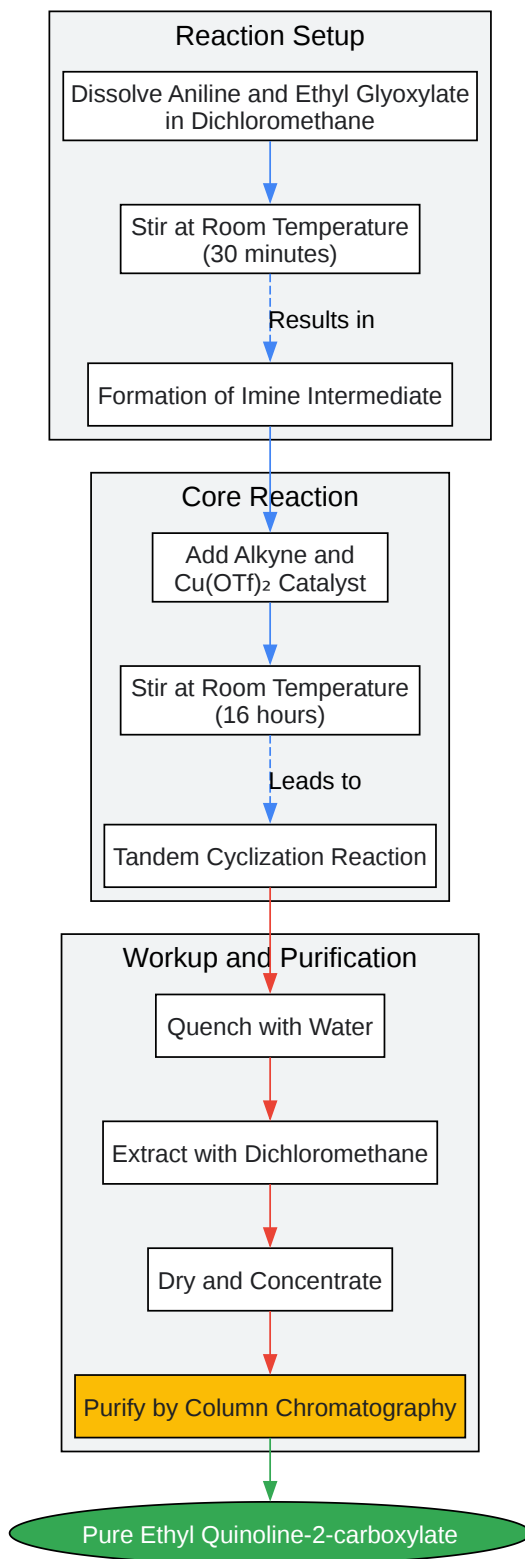 Reaction Setup
Dissolve Aniline and Ethyl Glyoxylate
in Dichloromethane
Stir at Room Temperature
(30 minutes)
Results in
Formation of Imine Intermediate
Core Reaction
Add Alkyne and
Cu(OTf)₂ Catalyst
Stir at Room Temperature
(16 hours)
Leads to
Tandem Cyclization Reaction
Workup and Purification
Quench with Water
Extract with Dichloromethane
Dry and Concentrate
Purify by Column Chromatography
Pure Ethyl Quinoline-2-carboxylate